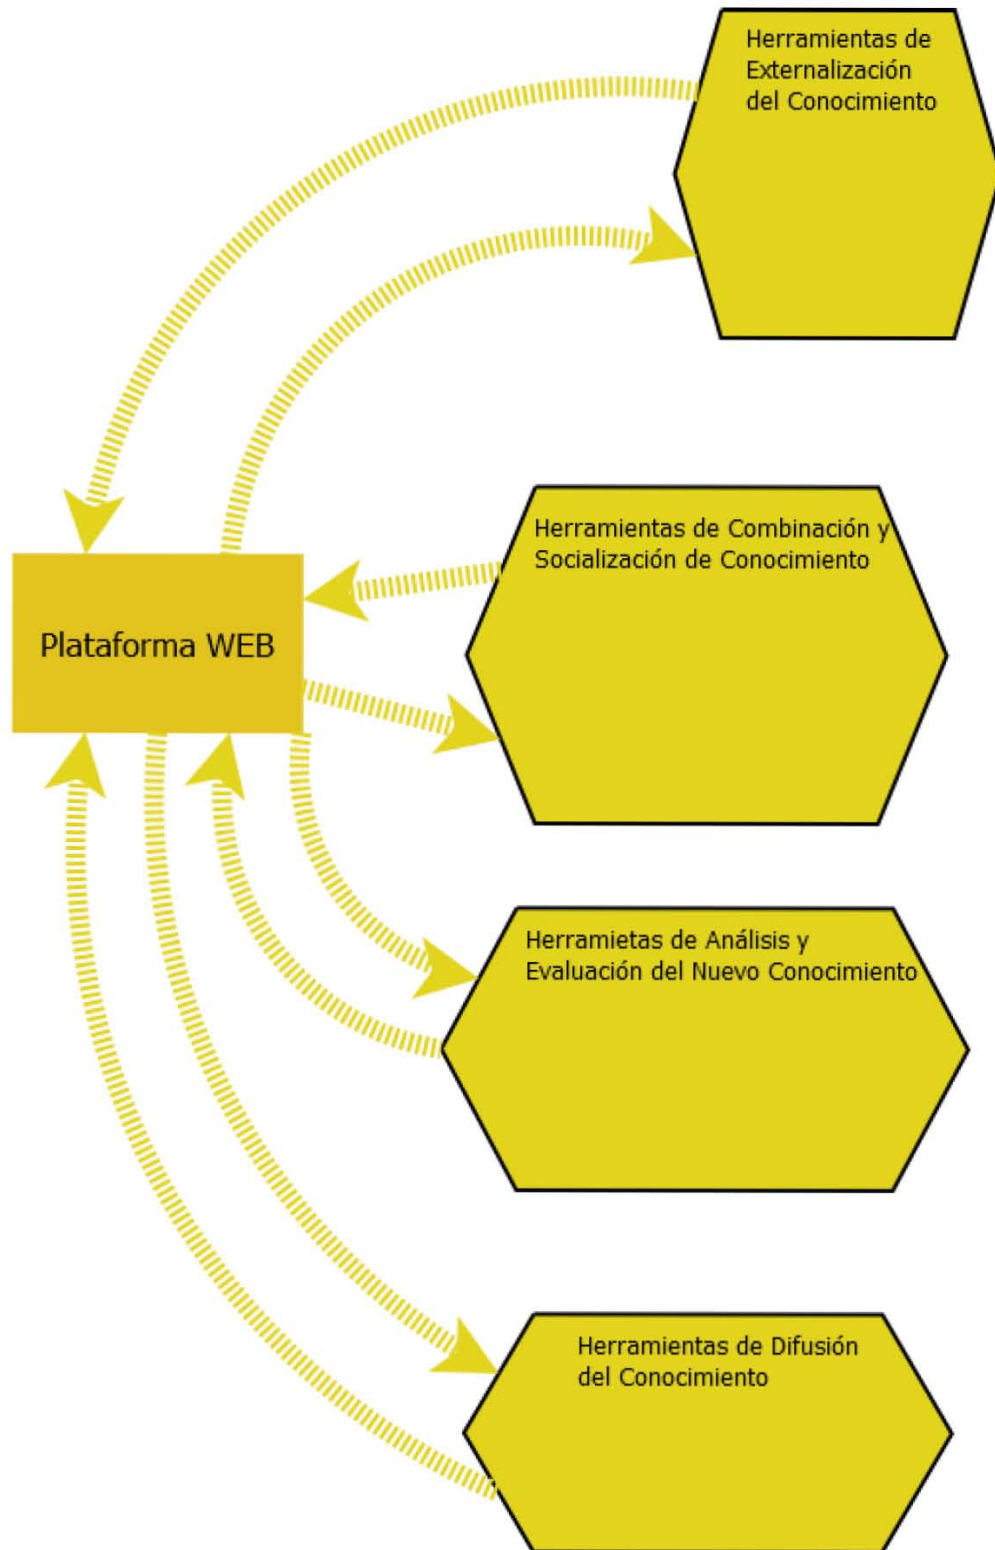 Herramientas de
Externalización
del Conocimiento
Herramientas de Combinación y
Socialización de Conocimiento
Plataforma WEB
Herramietas de Análisis y
Evaluación del Nuevo Conocimiento
Herramientas de Difusión
del Conocimiento